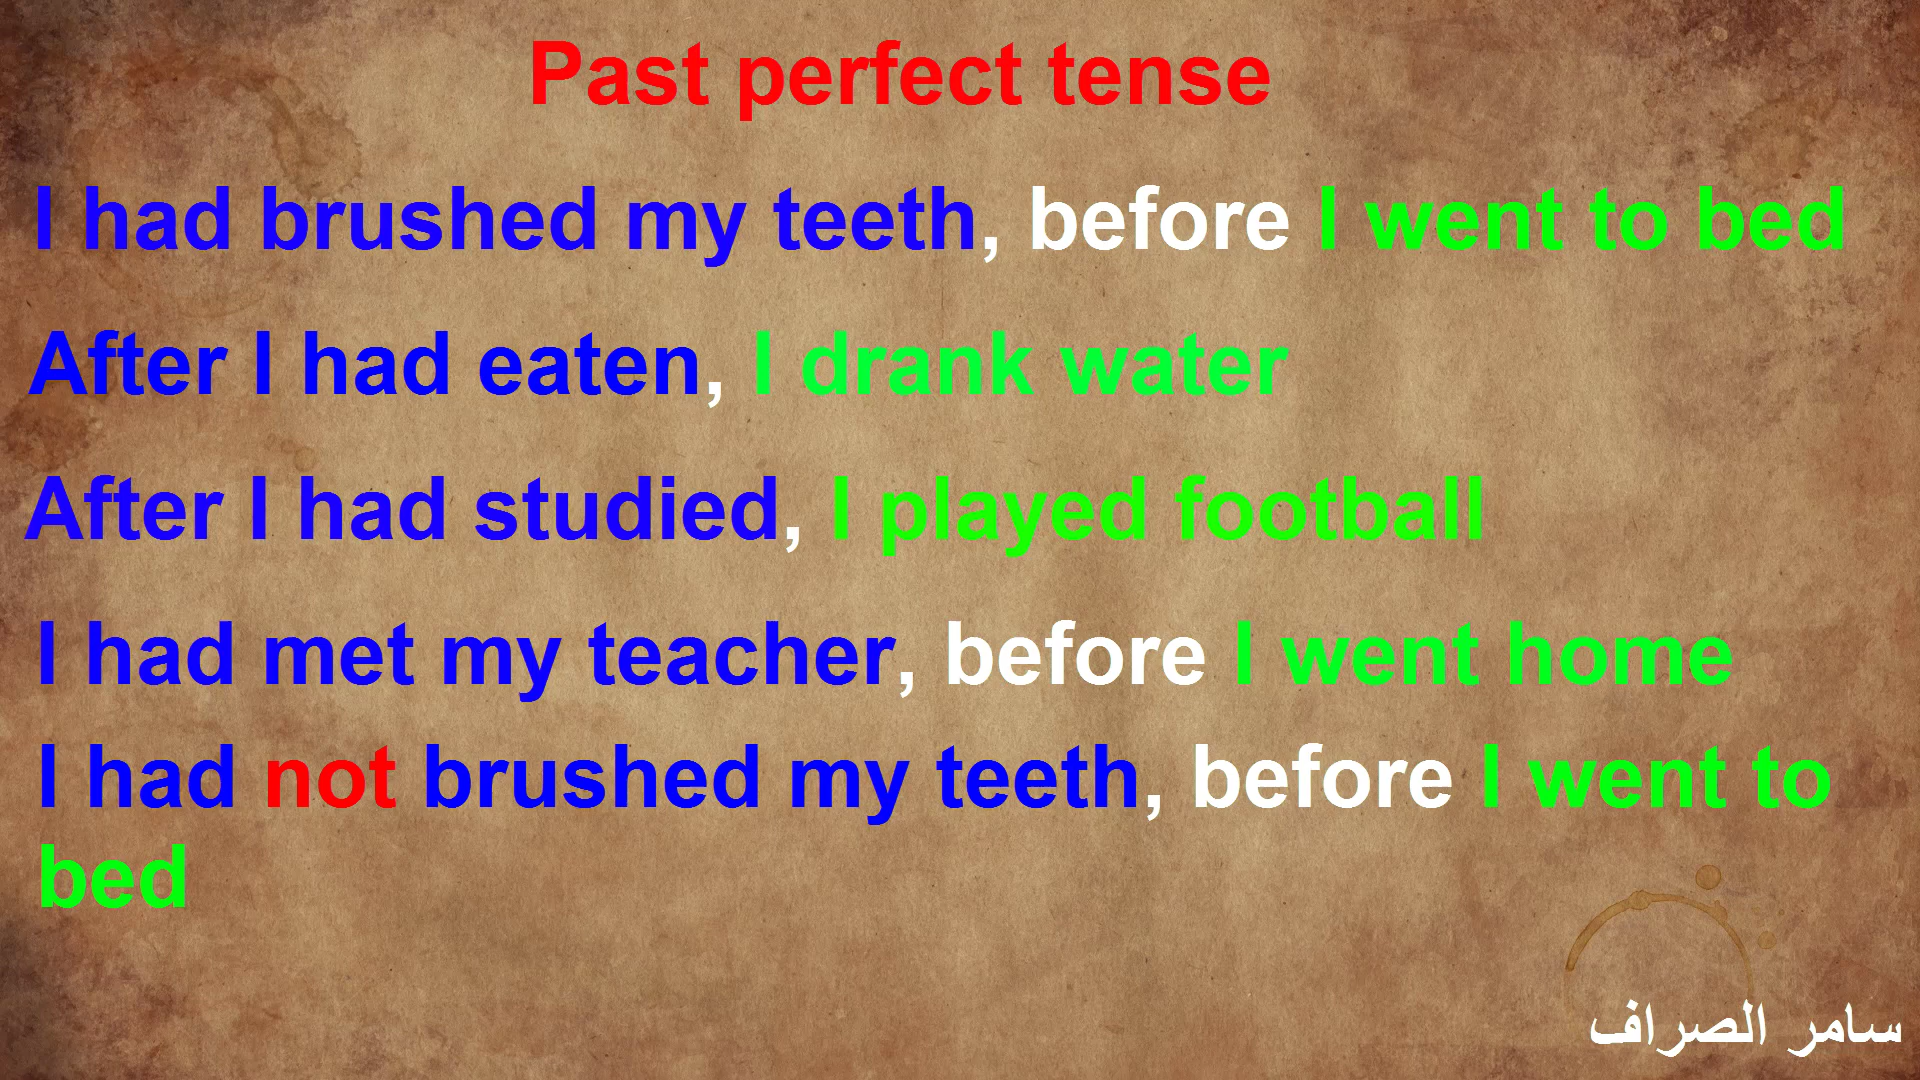 Past perfect tense
I had brushed my teeth, before I went to bed
After I had eaten, I drank water
After I had studied, I played football
I had met my teacher, before I went home
I had not brushed my teeth, before I went to
bed
سامر الصراف